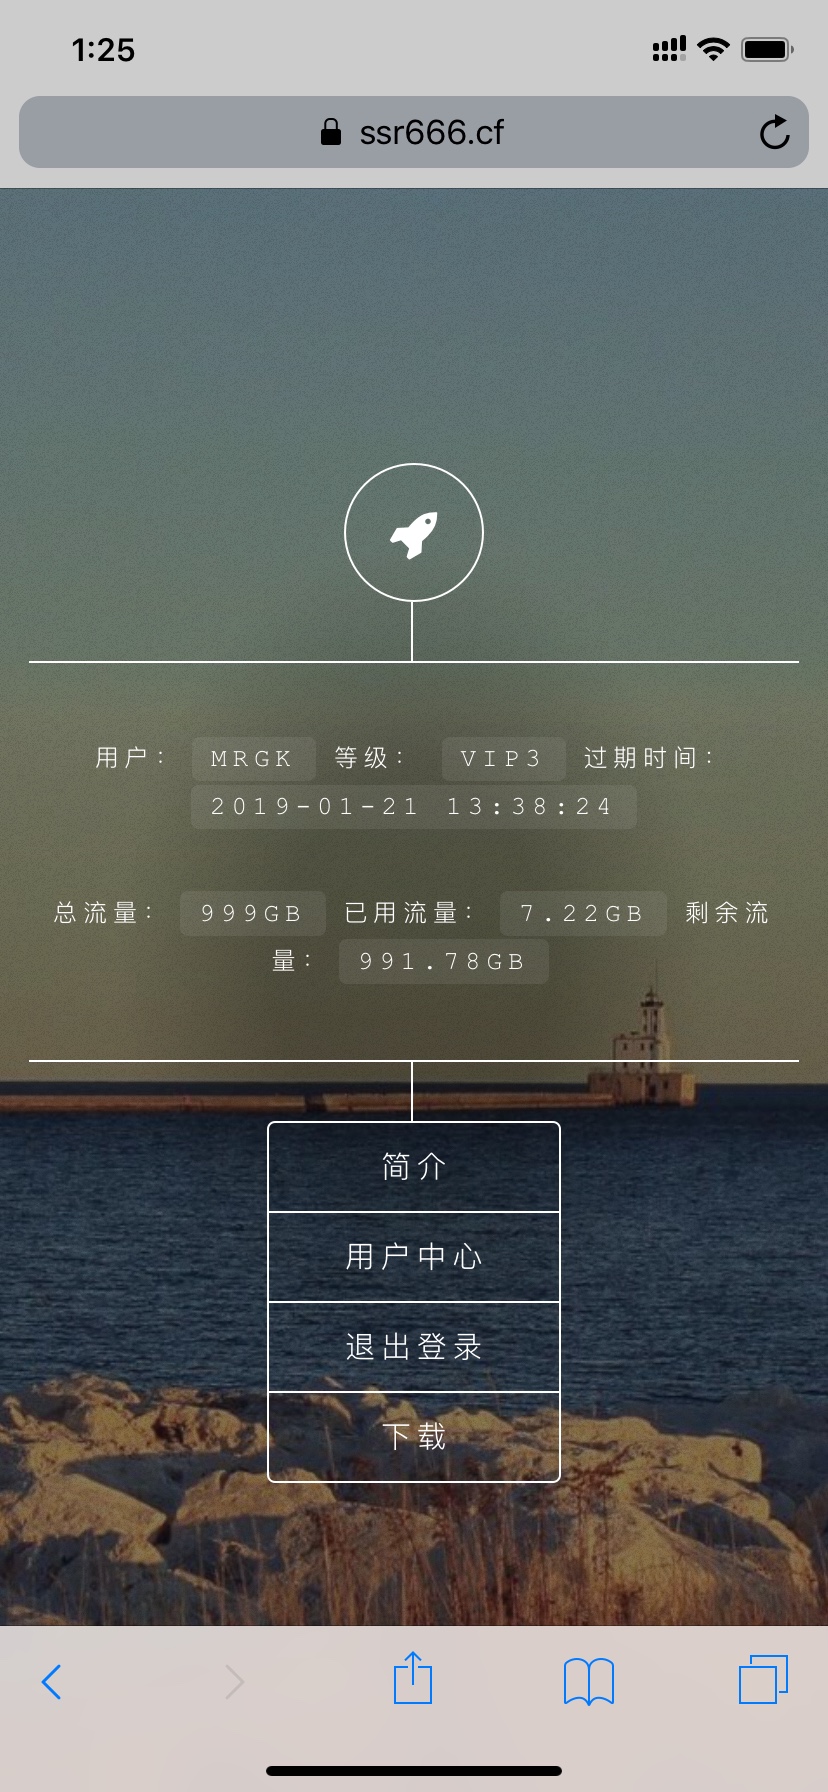 1:25
ssr666.cf
用户： MRGK 等级： VIP3 过期时间：
2019-01-21 13:38:24
总流量： 999GB 已用流量： 7.22GB 剩余流
量： 991.78GB
简介
用户中心
退出登录
下载